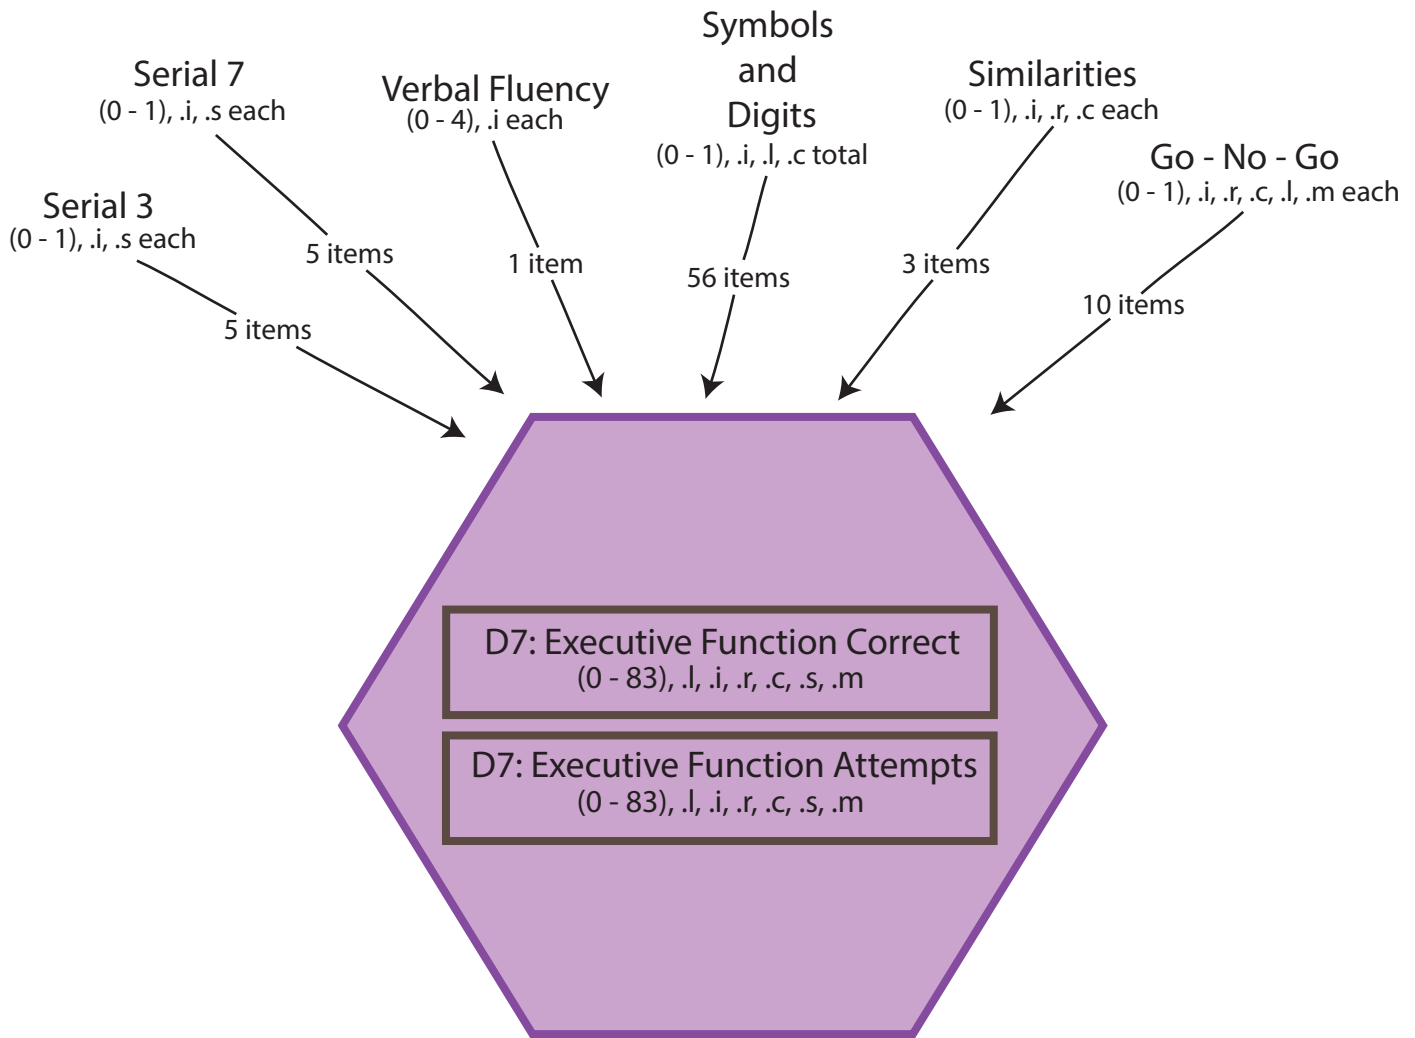 Serial 3
(0 - 1), .i, .s each
5 items
Serial 7
(0 - 1), .i, .s each
5 items
Verbal Fluency
(0 - 4), .i each
1 item
Symbols
and
Digits
(0 - 1), .i, .l, .c total
56 items
Similarities
(0 - 1), .i, .r, .c each
3 items
Go - No - Go
(0 - 1), .i, .r, .c, .l, .m each
10 items
D7: Executive Function Correct
(0 - 83), .l, .i, .r, .c, .s, .m
D7: Executive Function Attempts
(0 - 83), .l, .i, .r, .c, .s, .m